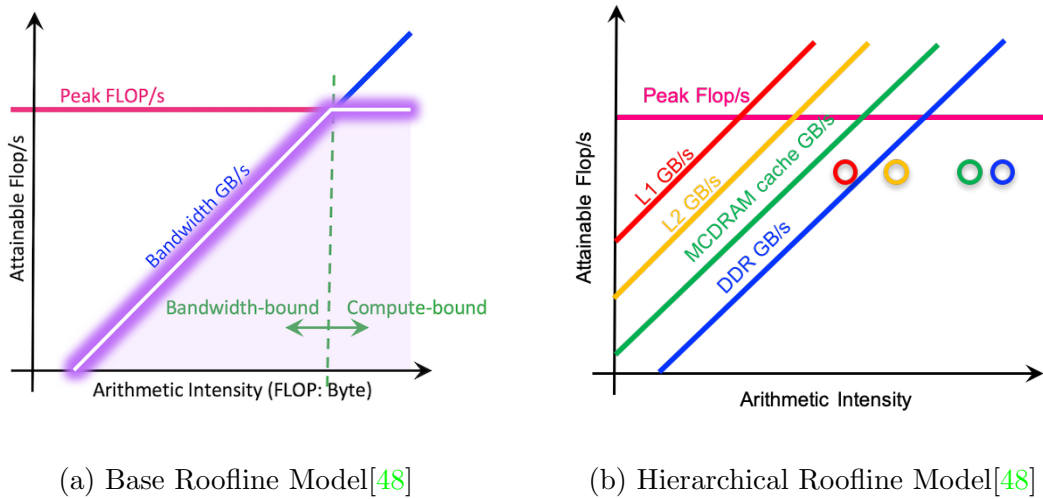 Attainable Flop/s
Peak FLOP/s
Bandwidth GB/s
Bandwidth-bound
Compute-bound
Arithmetic Intensity (FLOP: Byte)
(a) Base Roofline Model[48]
Attainable Flop/s
Peak Flop/s
L1 GB/s
L2 GB/s
MCDRAM cache GB/s
DDR GB/s
Arithmetic Intensity
(b) Hierarchical Roofline Model[48]